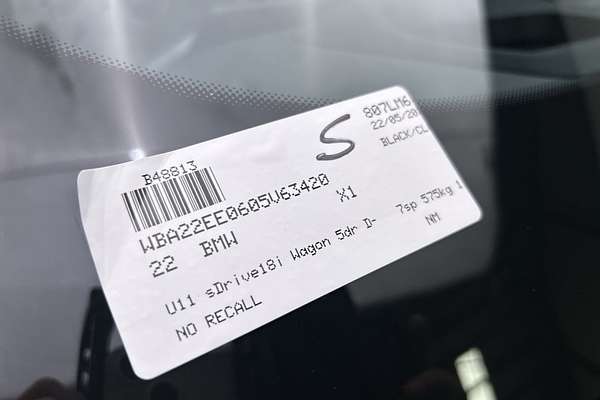 B48813
S
807LM6
22/05/20
BLACK/CL
WBA22EE0605V63420
22 BMW X1
U11 sDrive18i Wagon 5dr D- 7sp 575kg 1
NO RECALL NM